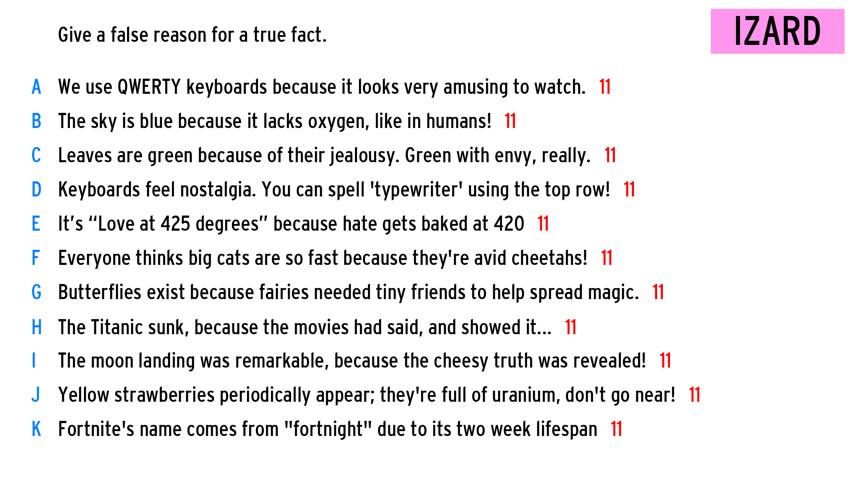 Give a false reason for a true fact.
IZARD
A We use QWERTY keyboards because it looks very amusing to watch. 11
B The sky is blue because it lacks oxygen, like in humans! 11
C Leaves are green because of their jealousy. Green with envy, really. 11
D Keyboards feel nostalgia. You can spell 'typewriter' using the top row! 11
E It's “Love at 425 degrees” because hate gets baked at 420 11
F Everyone thinks big cats are so fast because they're avid cheetahs! 11
G Butterflies exist because fairies needed tiny friends to help spread magic. 11
H The Titanic sunk, because the movies had said, and showed it... 11
I The moon landing was remarkable, because the cheesy truth was revealed! 11
J Yellow strawberries periodically appear; they're full of uranium, don't go near! 11
K Fortnite's name comes from "fortnight" due to its two week lifespan 11